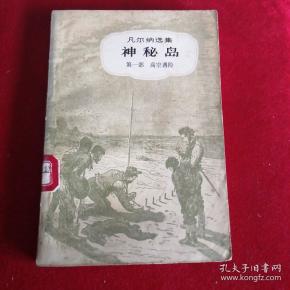 凡尔纳选集
神秘岛
第一部 高空遇险
孔夫子旧书网